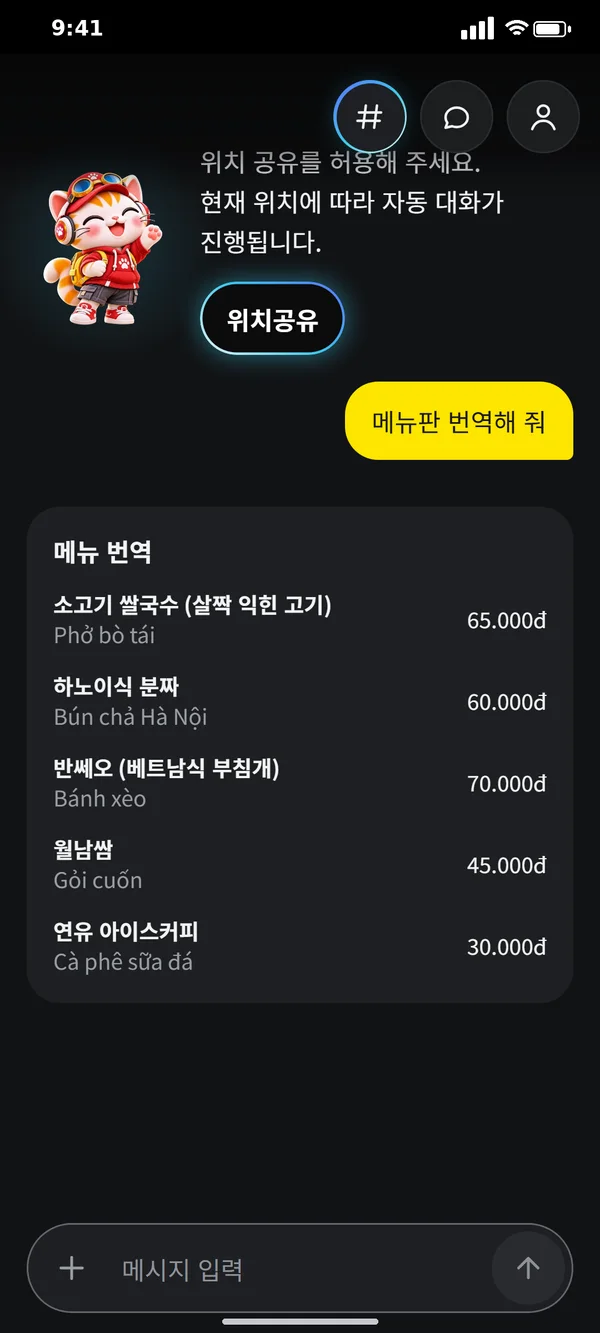 9:41
위치 공유를 허용해 주세요.
현재 위치에 따라 자동 대화가
진행됩니다.
위치공유
메뉴판 번역해 줘
메뉴 번역
소고기 쌀국수 (살짝 익힌 고기)
Phở bò tái
65.000đ
하노이식 분짜
Bún chả Hà Nội
60.000đ
반쎄오 (베트남식 부침개)
Bánh xèo
70.000đ
월남쌈
Gỏi cuốn
45.000đ
연유 아이스커피
Cà phê sữa đá
30.000đ
메시지 입력